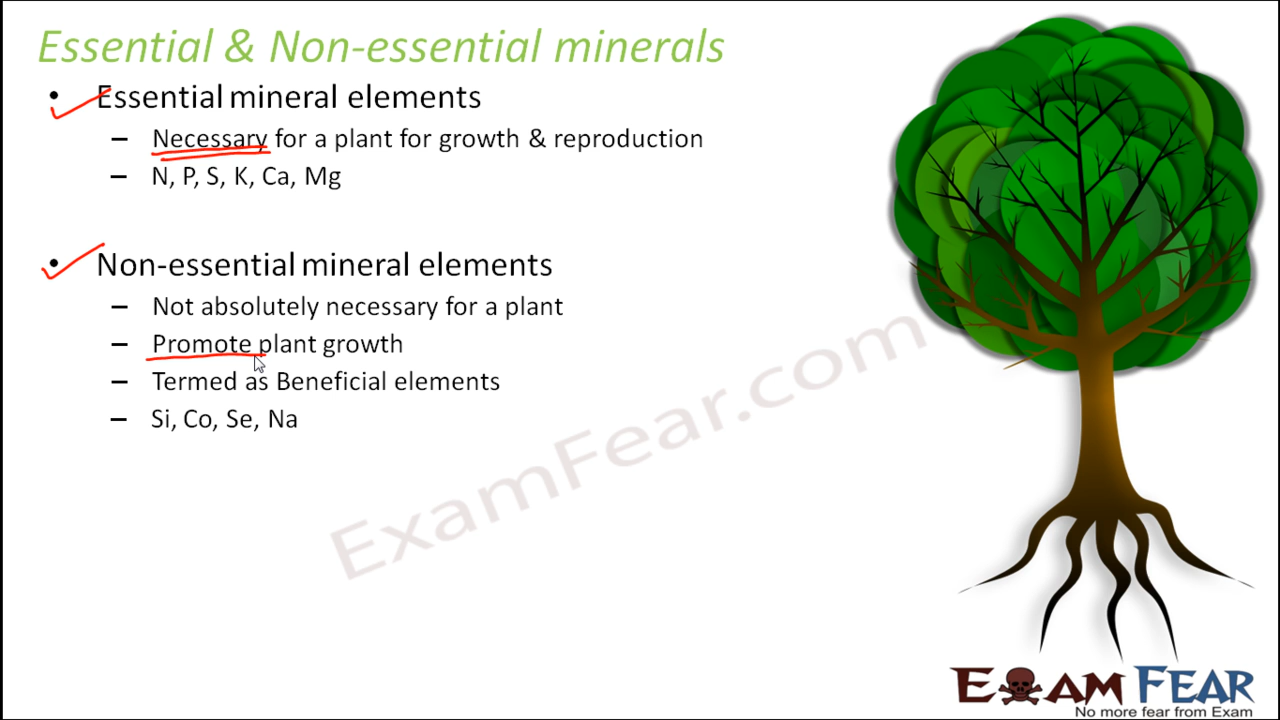 Essential & Non-essential minerals
• Essential mineral elements
– Necessary for a plant for growth & reproduction
– N, P, S, K, Ca, Mg
• Non-essential mineral elements
– Not absolutely necessary for a plant
– Promote plant growth
– Termed as Beneficial elements
– Si, Co, Se, Na
ExamFear.com
EXAM FEAR
No more fear from Exam